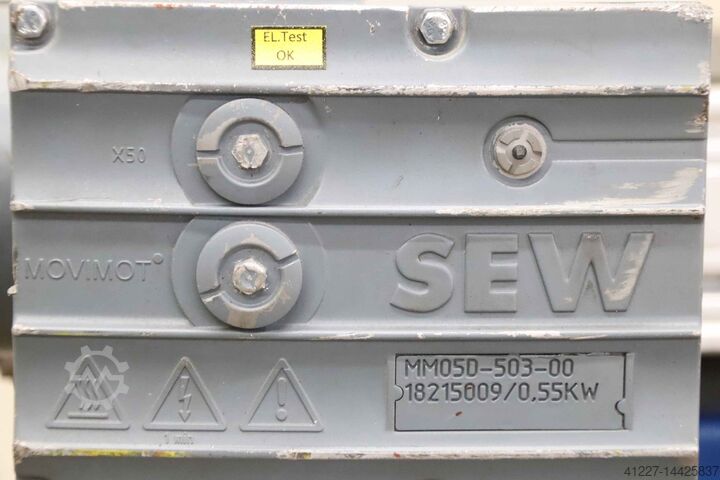 EL.Test
OK
X50
MOVIMOT®
SEW
MM05D-503-00
18215009/0,55KW
1 min
41227-14425837